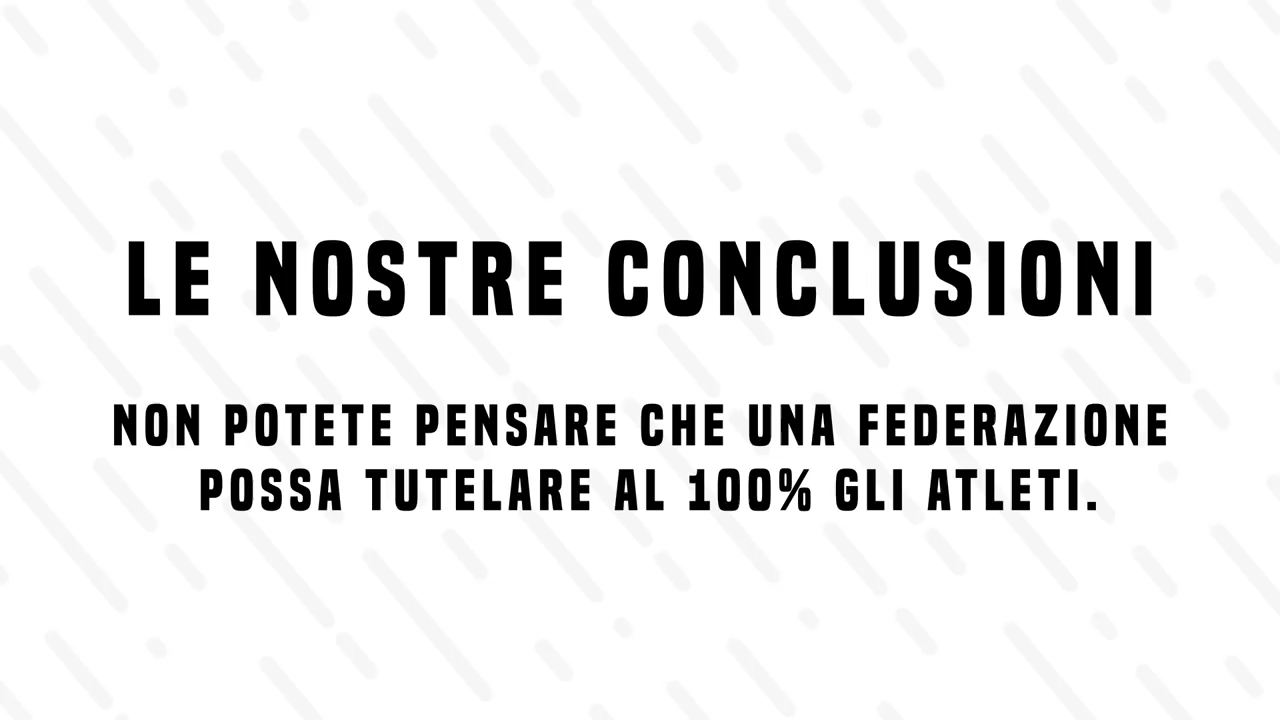 LE NOSTRE CONCLUSIONI
NON POTETE PENSARE CHE UNA FEDERAZIONE
POSSA TUTELARE AL 100% GLI ATLETI.